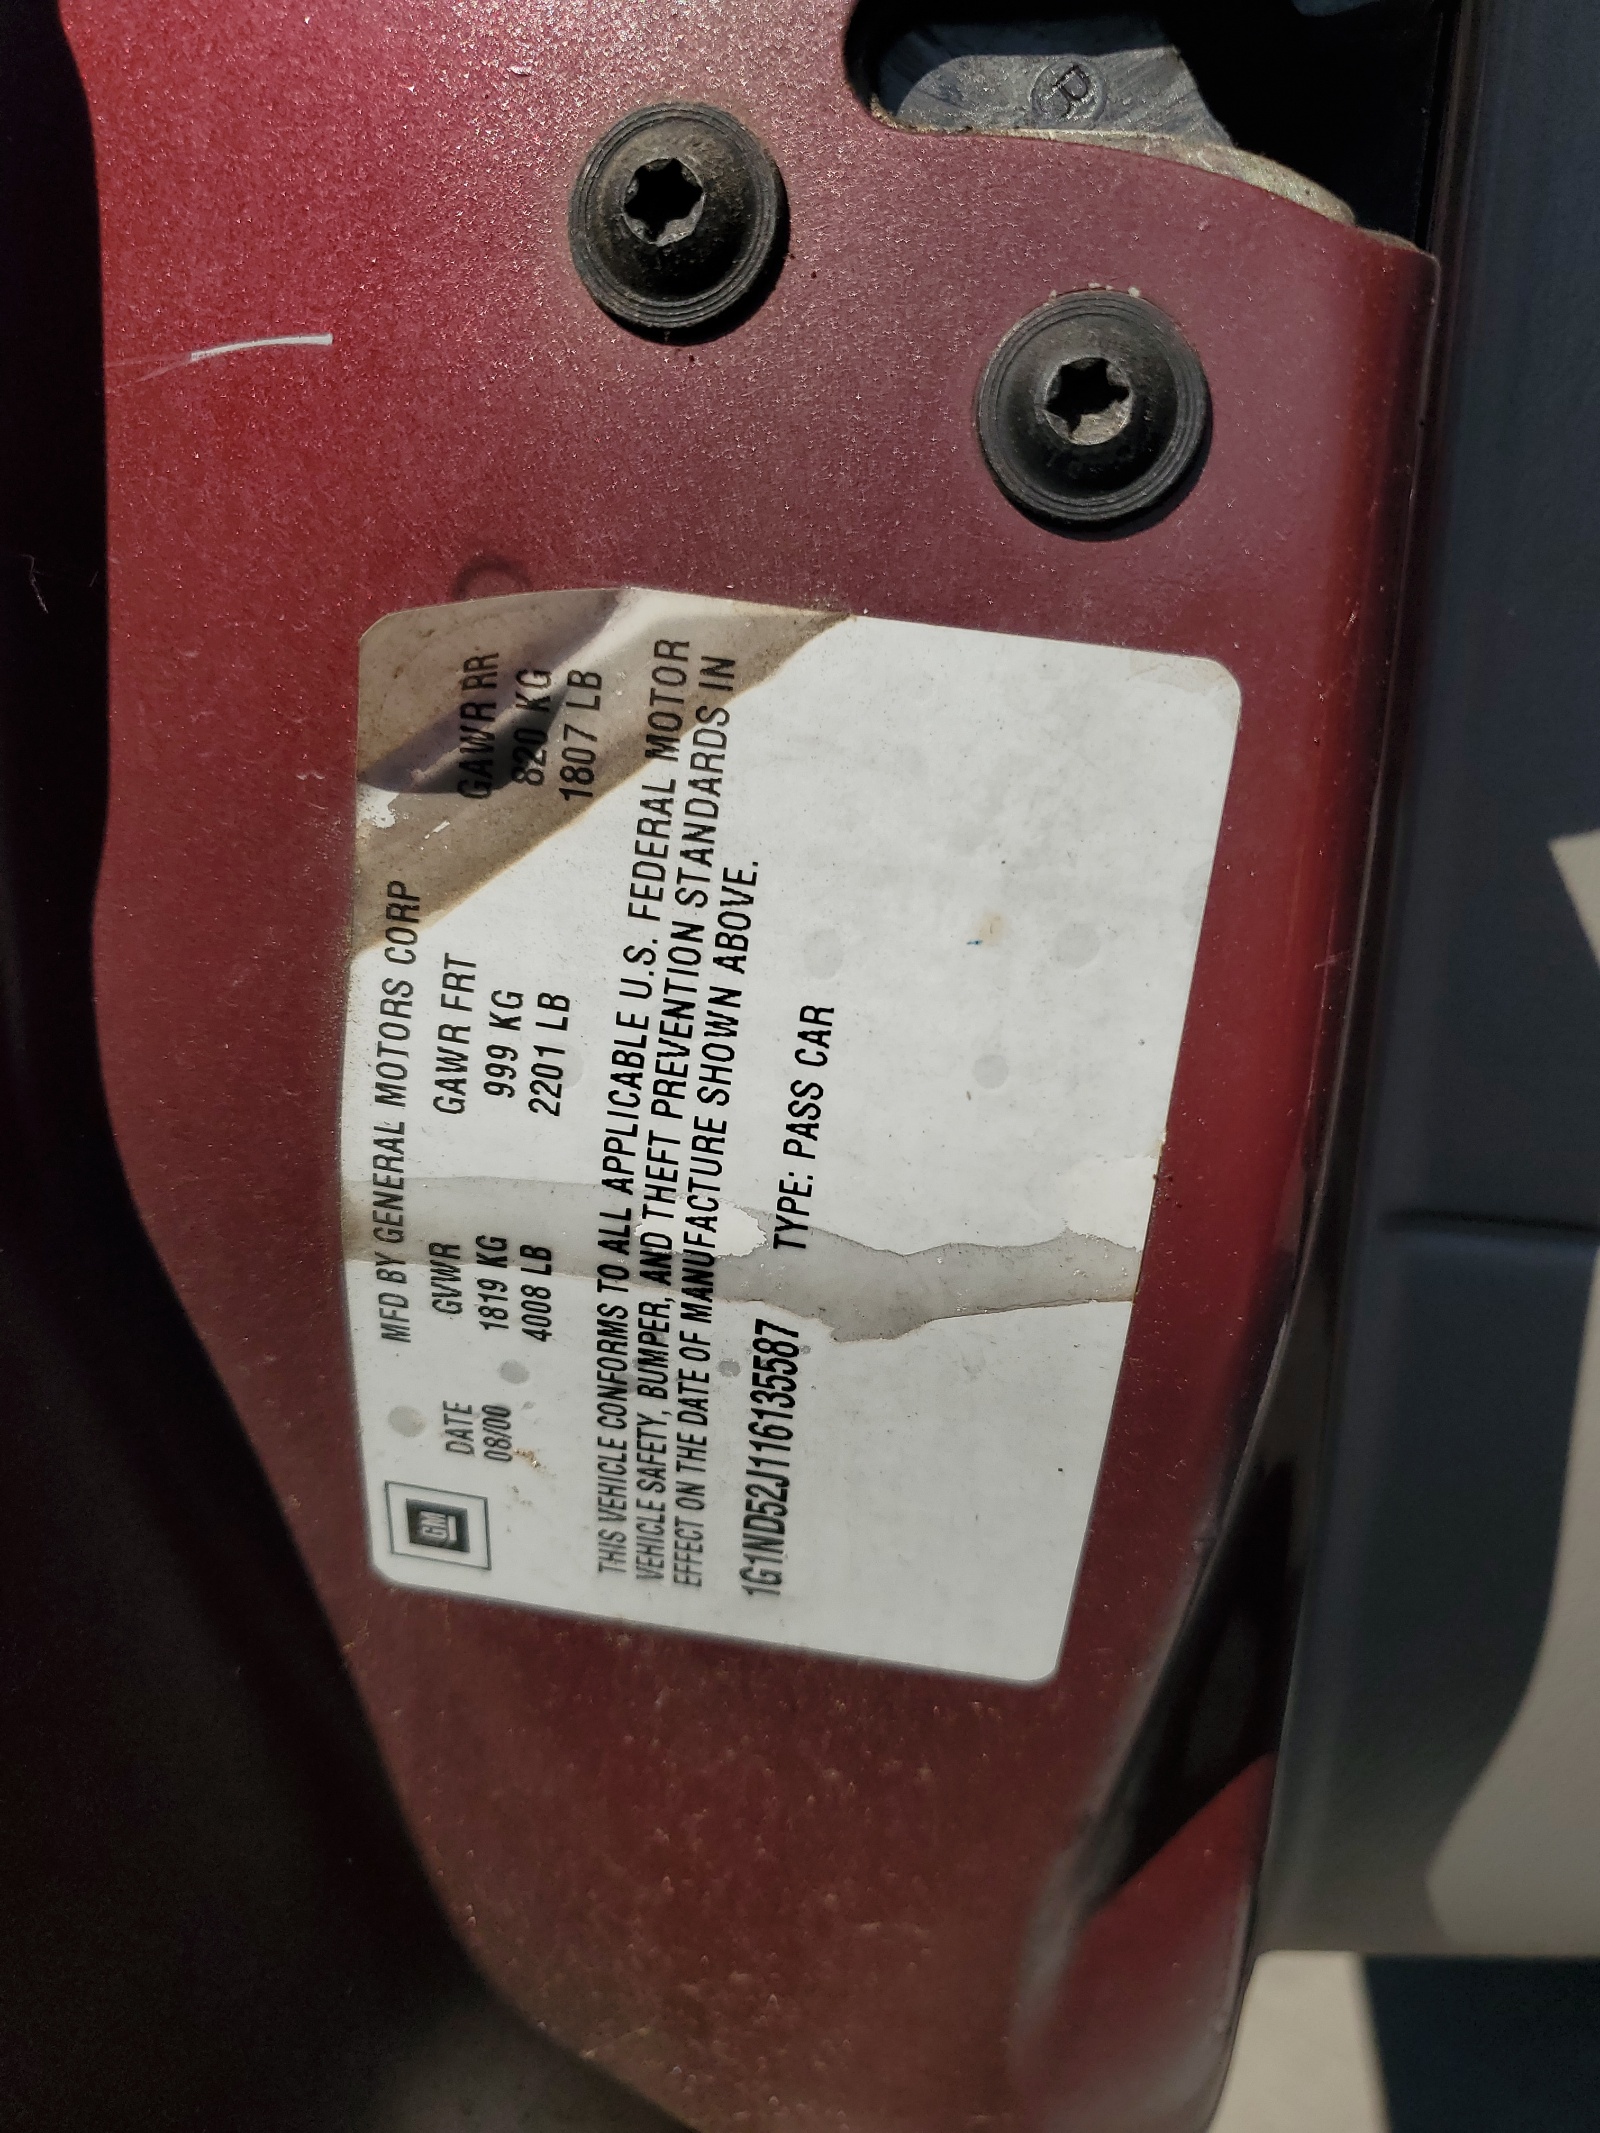 GM
MFD BY GENERAL MOTORS CORP
DATE GVWR GAWR FRT GAWR RR
08/00 1819 KG 999 KG 820 KG
4008 LB 2201 LB 1807 LB
THIS VEHICLE CONFORMS TO ALL APPLICABLE U.S. FEDERAL MOTOR
VEHICLE SAFETY, BUMPER, AND THEFT PREVENTION STANDARDS IN
EFFECT ON THE DATE OF MANUFACTURE SHOWN ABOVE.
1G1ND52J116135587 TYPE: PASS CAR
R